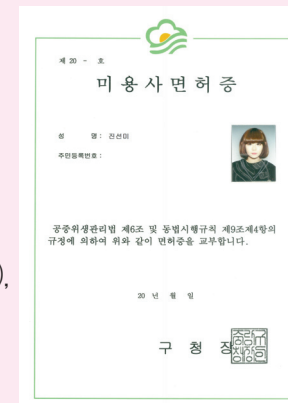 제 20 - 호
미용사면허증
성 명 : 진선미
주민등록번호 :
공중위생관리법 제6조 및 동법시행규칙 제9조제4항의
규정에 의하여 위와 같이 면허증을 교부합니다.
),
20 년 월 일
구 청 장